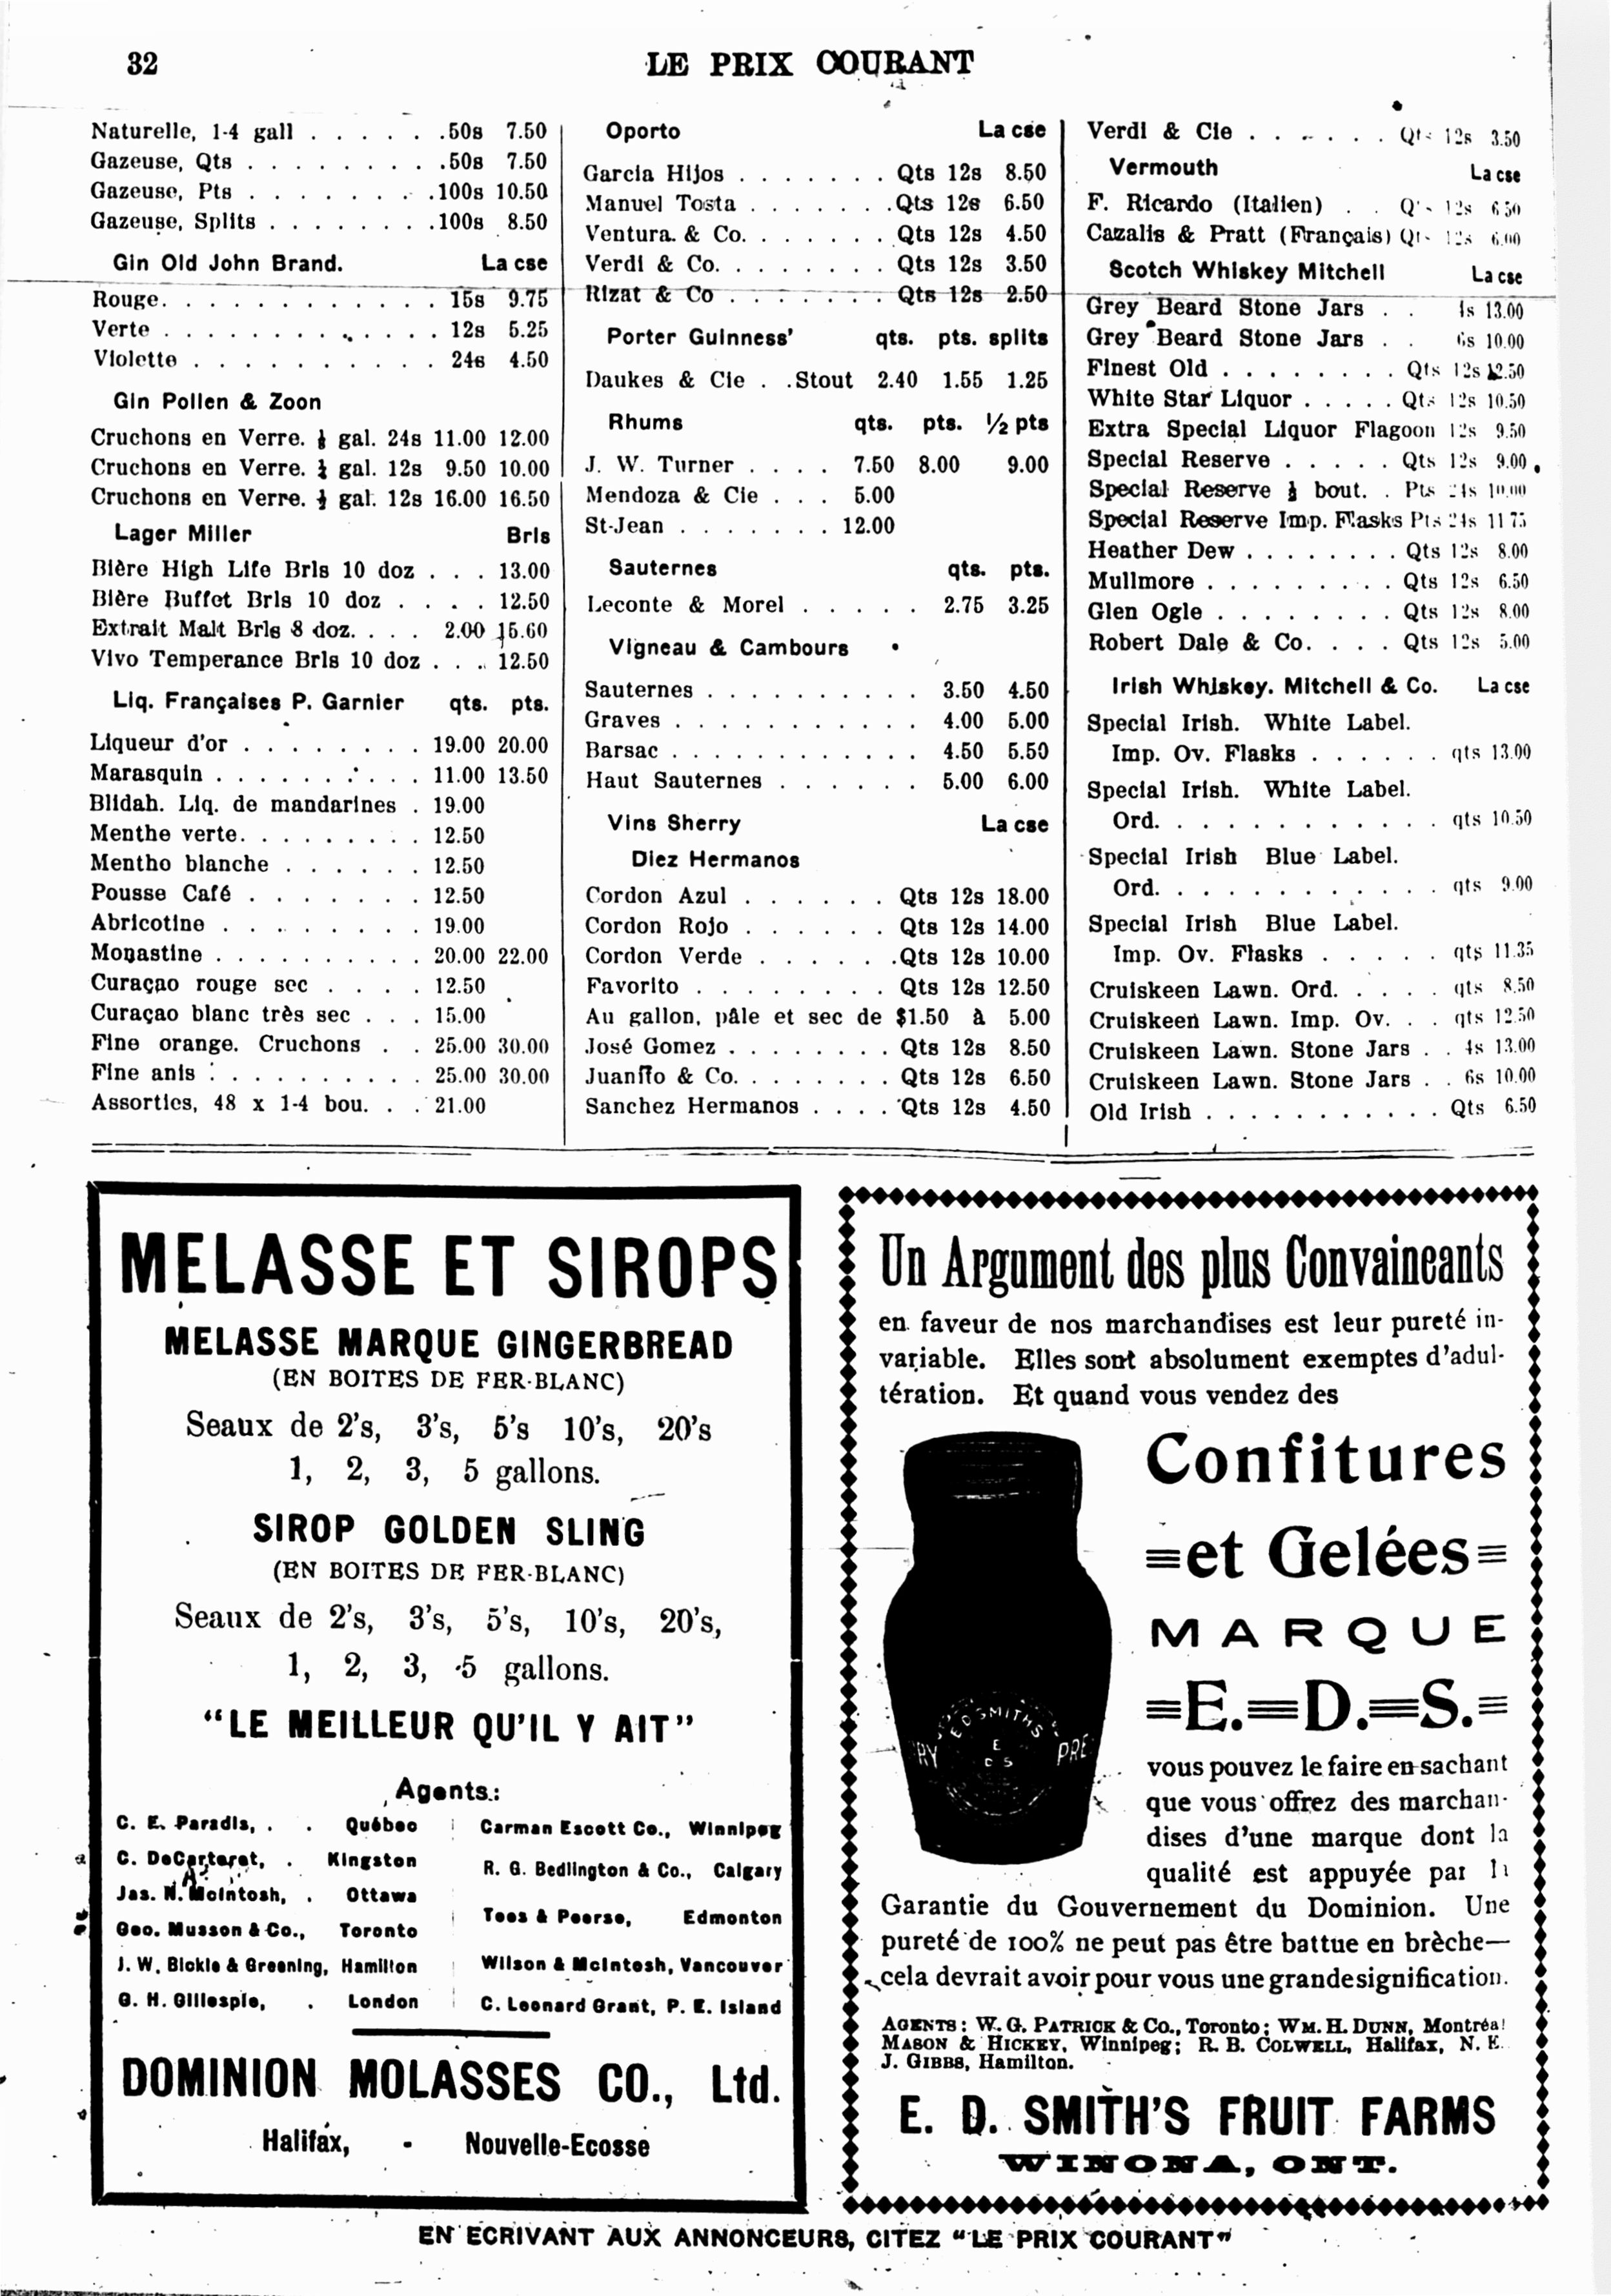 32
LE PRIX COURANT
Naturelle, 1-4 gall . . . . . . .50s 7.50
Gazeuse, Qts . . . . . . . . .50s 7.50
Gazeuse, Pts . . . . . . . . .100s 10.50
Gazeuse, Splits . . . . . . . .100s 8.50
Gin Old John Brand. La cse
Rouge. . . . . . . . . . . . . 15s 9.75
Verte . . . . . . . . . . . . . 12s 5.25
Violette . . . . . . . . . . . 24s 4.50
Gin Pollen & Zoon
Cruchons en Verre. gal. 24s 11.00 12.00
Cruchons en Verre. gal. 12s 9.50 10.00
Cruchons en Verre. gal. 12s 16.00 16.50
Lager Miller Brls
Bière High Life Brls 10 doz . . . 13.00
Bière Buffet Brls 10 doz . . . . 12.50
Extrait Malt Brls 8 doz. . . . 2.00 15.60
Vivo Temperance Brls 10 doz . . . 12.50
Liq. Françaises P. Garnier qts. pts.
Liqueur d'or . . . . . . . . 19.00 20.00
Marasquin . . . . . . . . . . 11.00 13.50
Blidah. Liq. de mandarines . 19.00
Menthe verte. . . . . . . . . 12.50
Mentho blanche . . . . . . 12.50
Pousse Café . . . . . . . 12.50
Abricotine . . . . . . . . . 19.00
Monastine . . . . . . . . . . 20.00 22.00
Curaçao rouge sec . . . . 12.50
Curaçao blanc très sec . . . 15.00
Fine orange. Cruchons . . 25.00 30.00
Fine anis . . . . . . . . . . 25.00 30.00
Assorties, 48 x 1-4 bou. . . 21.00
Oporto La cse
Garcia Hijos . . . . . . . Qts 12s 8.50
Manuel Tosta . . . . . . .Qts 12s 6.50
Ventura. & Co. . . . . . . Qts 12s 4.50
Verdi & Co. . . . . . . . Qts 12s 3.50
Rizat & Co . . . . . . . Qts 12s 2.50
Porter Guinness' qts. pts. splits
Daukes & Cie . .Stout 2.40 1.55 1.25
Rhums qts. pts. ½ pts
J. W. Turner . . . . 7.50 8.00 9.00
Mendoza & Cie . . . 5.00
St-Jean . . . . . . . 12.00
Sauternes qts. pts.
Leconte & Morel . . . . . 2.75 3.25
Vigneau & Cambours
Sauternes . . . . . . . . . . 3.50 4.50
Graves . . . . . . . . . . . 4.00 5.00
Barsac . . . . . . . . . . . . 4.50 5.50
Haut Sauternes . . . . . . 5.00 6.00
Vins Sherry La cse
Diez Hermanos
Cordon Azul . . . . . . Qts 12s 18.00
Cordon Rojo . . . . . . Qts 12s 14.00
Cordon Verde . . . . . .Qts 12s 10.00
Favorito . . . . . . . . Qts 12s 12.50
Au gallon, pâle et sec de $1.50 à 5.00
José Gomez . . . . . . . . Qts 12s 8.50
Juanito & Co. . . . . . . . Qts 12s 6.50
Sanchez Hermanos . . . . Qts 12s 4.50
Verdi & Cie . . . . . . Qts 12s 3.50
Vermouth La cse
F. Ricardo (Italien) . . Qts 12s 6.50
Cazalis & Pratt (Français) Qts 12s 6.00
Scotch Whiskey Mitchell La cse
Grey Beard Stone Jars . . 4s 13.00
Grey Beard Stone Jars . . 6s 10.00
Finest Old . . . . . . . . Qts 12s 12.50
White Star Liquor . . . . . Qts 12s 10.50
Extra Special Liquor Flagoon 12s 9.50
Special Reserve . . . . . Qts 12s 9.00
Special Reserve ½ bout. . Pts 24s 10.00
Special Reserve Imp. Flasks Pts 24s 11 75
Heather Dew . . . . . . . . Qts 12s 8.00
Mullmore . . . . . . . . . Qts 12s 6.50
Glen Ogle . . . . . . . . Qts 12s 8.00
Robert Dale & Co. . . . . Qts 12s 5.00
Irish Whiskey. Mitchell & Co. La cse
Special Irish. White Label.
Imp. Ov. Flasks . . . . . . qts 13.00
Special Irish. White Label.
Ord. . . . . . . . . . . . . qts 10.50
Special Irish Blue Label.
Ord. . . . . . . . . . . . . qts 9.00
Special Irish Blue Label.
Imp. Ov. Flasks . . . . . qts 11.35
Cruiskeen Lawn. Ord. . . . . qts 8.50
Cruiskeen Lawn. Imp. Ov. . . qts 12.50
Cruiskeen Lawn. Stone Jars . . 4s 13.00
Cruiskeen Lawn. Stone Jars . . 6s 10.00
Old Irish . . . . . . . . . . . Qts 6.50
MELASSE ET SIROPS
MELASSE MARQUE GINGERBREAD
(EN BOITES DE FER-BLANC)
Seaux de 2's, 3's, 5's 10's, 20's
1, 2, 3, 5 gallons.
SIROP GOLDEN SLING
(EN BOITES DE FER-BLANC)
Seaux de 2's, 3's, 5's, 10's, 20's,
1, 2, 3, 5 gallons.
"LE MEILLEUR QU'IL Y AIT"
Agents.:
C. E. Paradis, . . Québec
C. DeCarteret, . Kingston
Jas. N. McIntosh, . Ottawa
Geo. Musson & Co., Toronto
J. W. Bickle & Greening, Hamilton
G. H. Gillespie, . London
Carman Escott Co., Winnipeg
R. G. Bedlington & Co., Calgary
Tees & Peerse, Edmonton
Wilson & McIntosh, Vancouver
C. Leonard Grant, P. E. Island
DOMINION MOLASSES CO., Ltd.
Halifax, - Nouvelle-Ecosse
Un Argument des plus Convaincants
en faveur de nos marchandises est leur pureté in-
variable. Elles sont absolument exemptes d'adul-
tération. Et quand vous vendez des
Confitures
et Gelées
MARQUE
E. D. S.
E D SMITHS
E
D S
RY PRE
vous pouvez le faire en sachant
que vous offrez des marchan-
dises d'une marque dont la
qualité est appuyée par la
Garantie du Gouvernement du Dominion. Une
pureté de 100% ne peut pas être battue en brèche—
cela devrait avoir pour vous une grande signification.
AGENTS: W. G. PATRICK & Co., Toronto; WM. H. DUNN, Montréal
MASON & HICKEY, Winnipeg; R. B. COLWELL, Halifax, N. E.
J. GIBBS, Hamilton.
E. D. SMITH'S FRUIT FARMS
WINONA, ONT.
EN ECRIVANT AUX ANNONCEURS, CITEZ "LE PRIX COURANT"